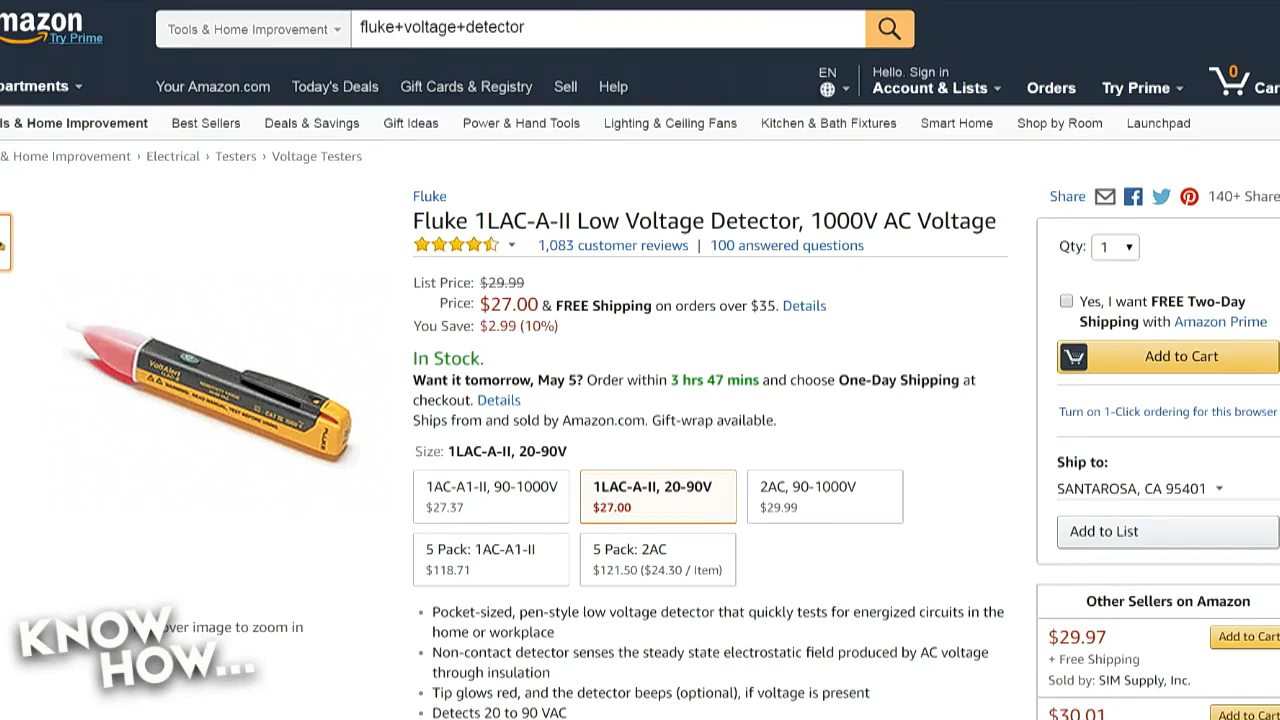 mazon
Try Prime
Tools & Home Improvement
fluke+voltage+detector
partments
Your Amazon.com Today's Deals Gift Cards & Registry Sell Help
EN
Hello. Sign in
Account & Lists
Orders
Try Prime
0
Car
ls & Home Improvement Best Sellers Deals & Savings Gift Ideas Power & Hand Tools Lighting & Ceiling Fans Kitchen & Bath Fixtures Smart Home Shop by Room Launchpad
& Home Improvement › Electrical › Testers › Voltage Testers
Fluke
Fluke 1LAC-A-II Low Voltage Detector, 1000V AC Voltage
1,083 customer reviews | 100 answered questions
List Price: $29.99
Price: $27.00 & FREE Shipping on orders over $35. Details
You Save: $2.99 (10%)
In Stock.
Want it tomorrow, May 5? Order within 3 hrs 47 mins and choose One-Day Shipping at
checkout. Details
Ships from and sold by Amazon.com. Gift-wrap available.
Size: 1LAC-A-II, 20-90V
1AC-A1-II, 90-1000V
$27.37
1LAC-A-II, 20-90V
$27.00
2AC, 90-1000V
$29.99
5 Pack: 1AC-A1-II
$118.71
5 Pack: 2AC
$121.50 ($24.30 / Item)
• Pocket-sized, pen-style low voltage detector that quickly tests for energized circuits in the
home or workplace
• Non-contact detector senses the steady state electrostatic field produced by AC voltage
through insulation
• Tip glows red, and the detector beeps (optional), if voltage is present
• Detects 20 to 90 VAC
VoltAlert
FLUKE
over image to zoom in
KNOW
HOW...
Share
140+ Share
Qty: 1
Yes, I want FREE Two-Day
Shipping with Amazon Prime
Add to Cart
Turn on 1-Click ordering for this browser
Ship to:
SANTAROSA, CA 95401
Add to List
Other Sellers on Amazon
$29.97
Add to Cart
+ Free Shipping
Sold by: SIM Supply, Inc.
$30.01
Add to Cart